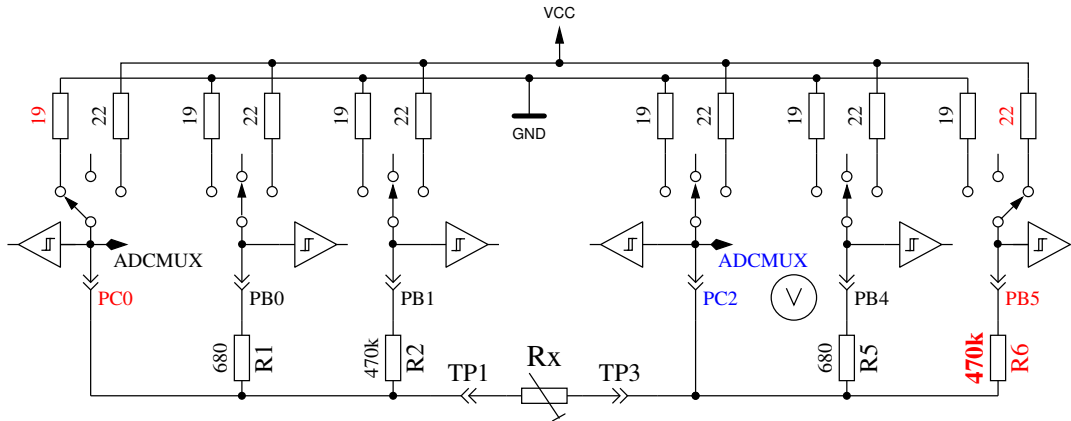 VCC
GND
19
22
19
22
19
22
19
22
19
22
19
22
ADCMUX
ADCMUX
PC0
PB0
PB1
PC2
V
PB4
PB5
680
R1
470k
R2
TP1
Rx
TP3
680
R5
470k
R6